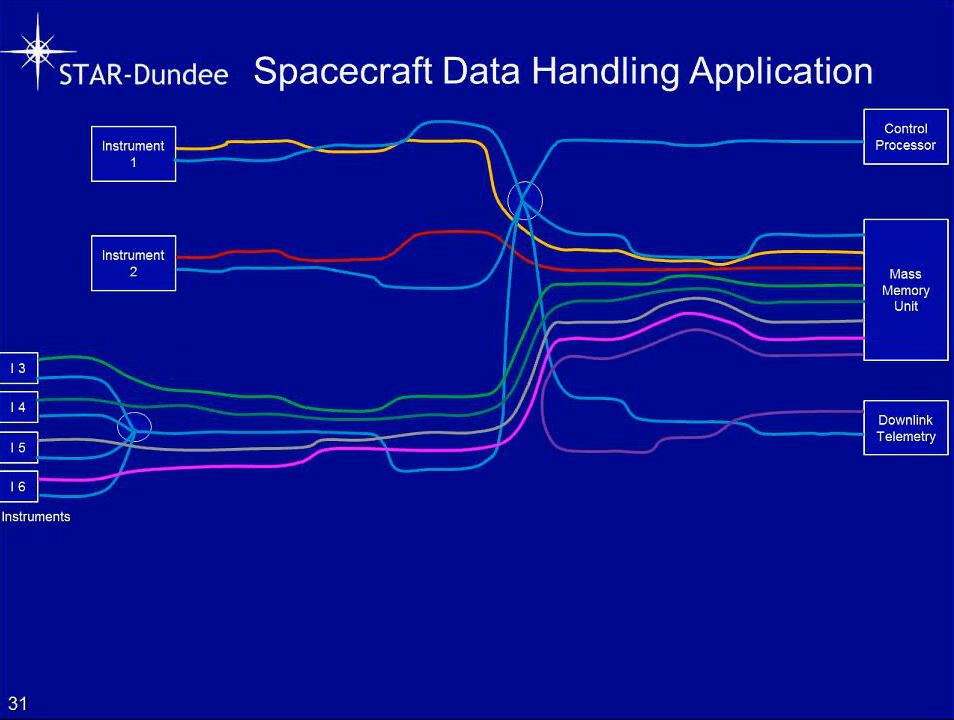 STAR-Dundee
Spacecraft Data Handling Application
Instrument
1
Control
Processor
Instrument
2
Mass
Memory
Unit
I 3
I 4
I 5
I 6
Instruments
Downlink
Telemetry
31